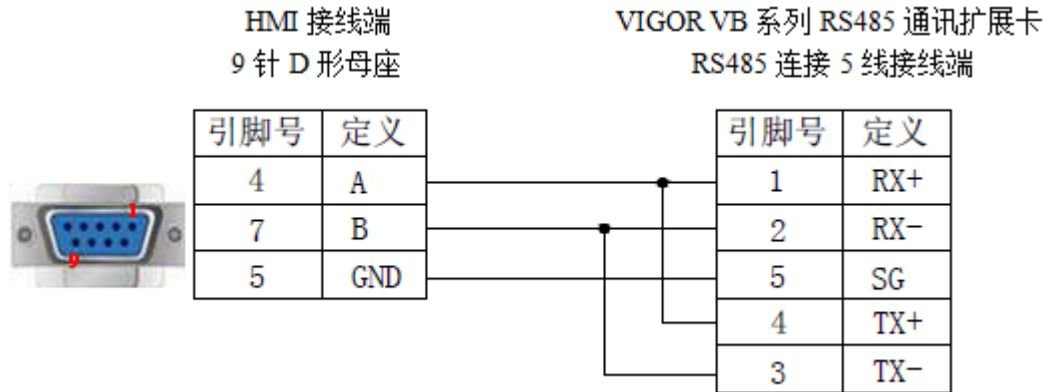 HMI 接线端
9 针 D 形母座
VIGOR VB 系列 RS485 通讯扩展卡
RS485 连接 5 线接线端
引脚号 定义
4 A
7 B
5 GND
1
9
引脚号 定义
1 RX+
2 RX-
5 SG
4 TX+
3 TX-